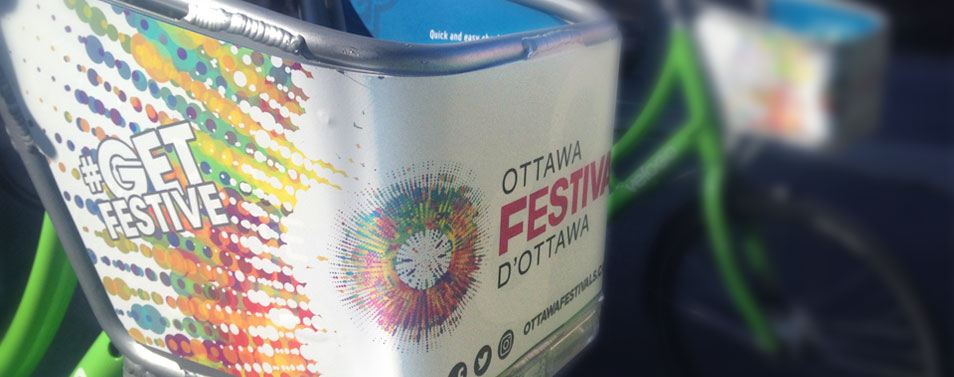 Quick and easy
#GET
FESTIVE
OTTAWA
FESTIVA
D'OTTAWA
OTTAWAFESTIVALS.C